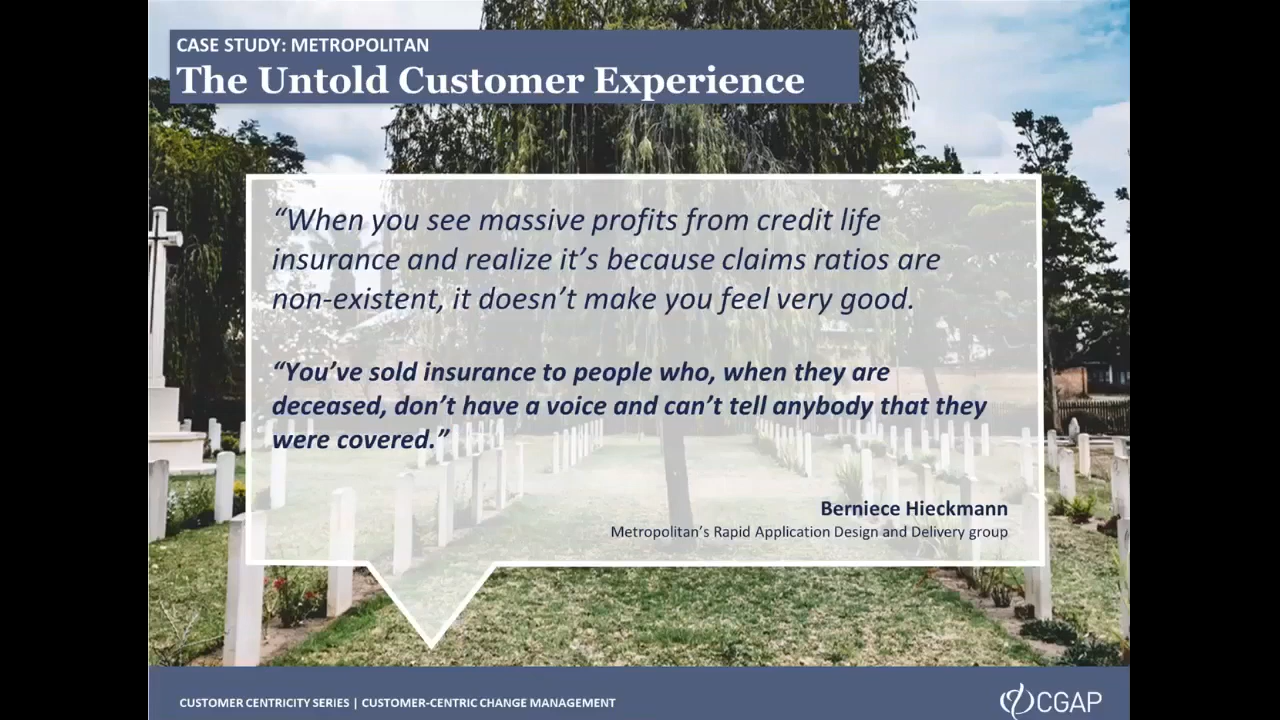 CASE STUDY: METROPOLITAN
The Untold Customer Experience
“When you see massive profits from credit life
insurance and realize it’s because claims ratios are
non-existent, it doesn’t make you feel very good.
“You’ve sold insurance to people who, when they are
deceased, don’t have a voice and can’t tell anybody that they
were covered.”
Berniece Hieckmann
Metropolitan’s Rapid Application Design and Delivery group
CUSTOMER CENTRICITY SERIES | CUSTOMER-CENTRIC CHANGE MANAGEMENT
CGAP